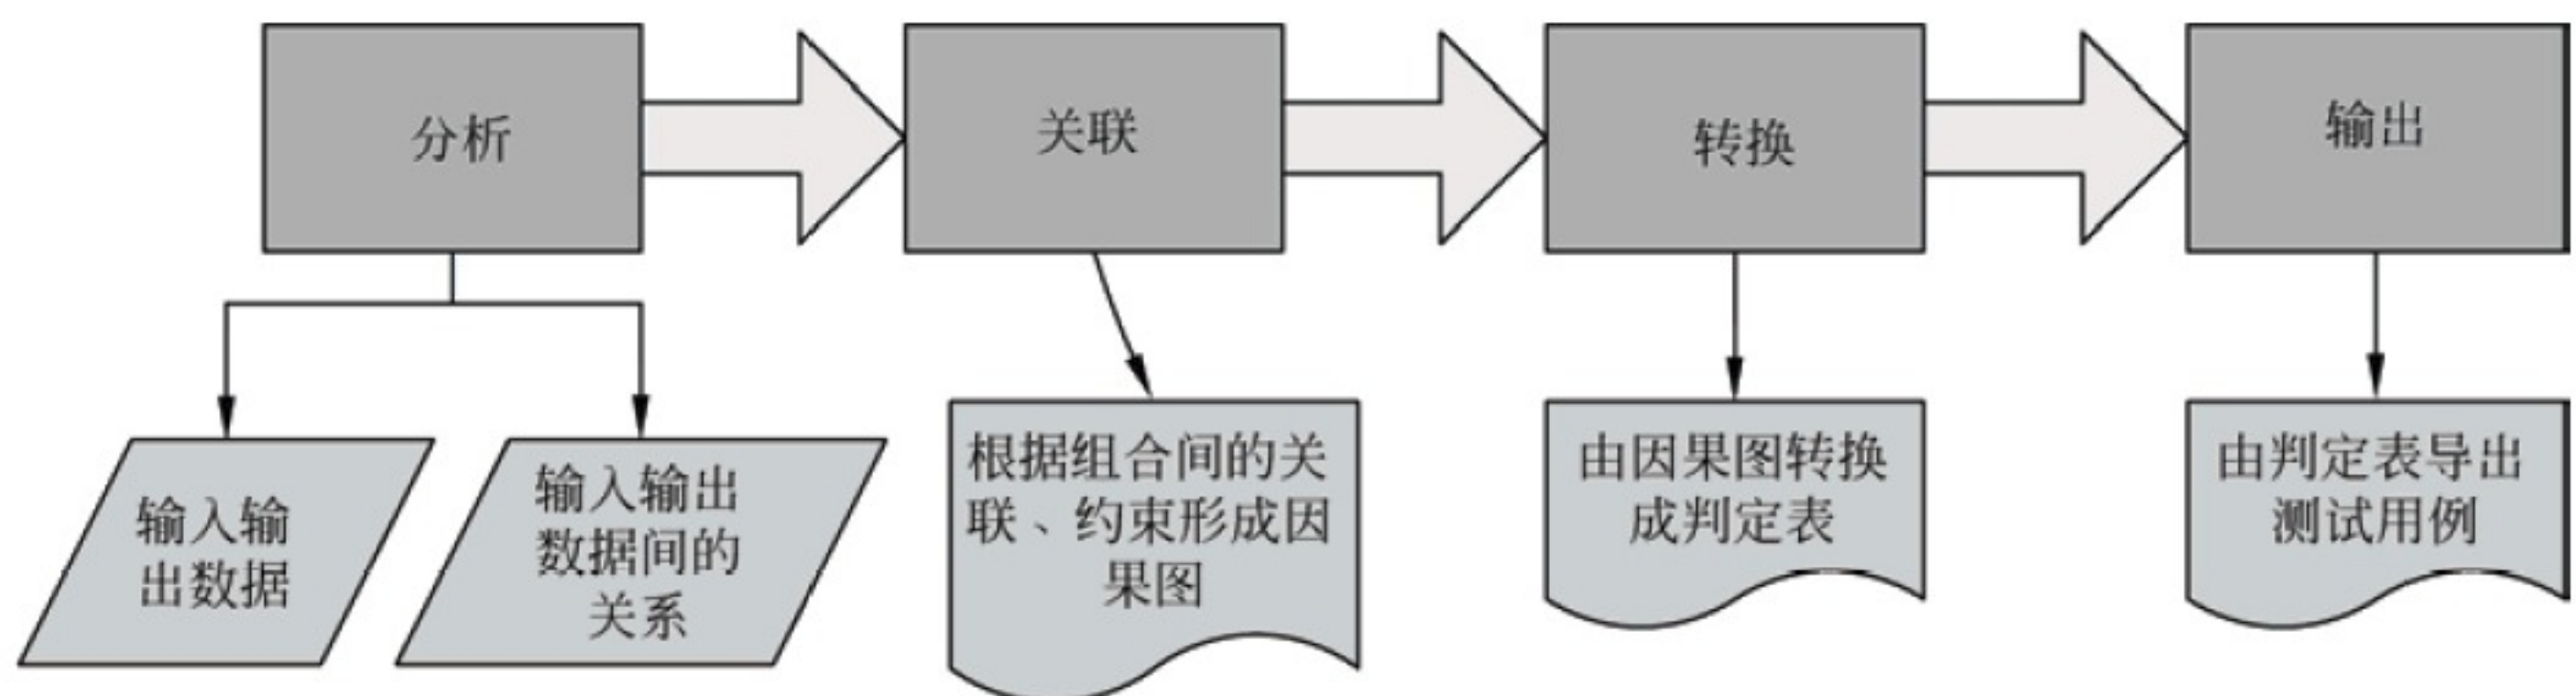 分析
关联
转换
输出
输入输
出数据
输入输出
数据间的
关系
根据组合间的关
联、约束形成因
果图
由因果图转换
成判定表
由判定表导出
测试用例